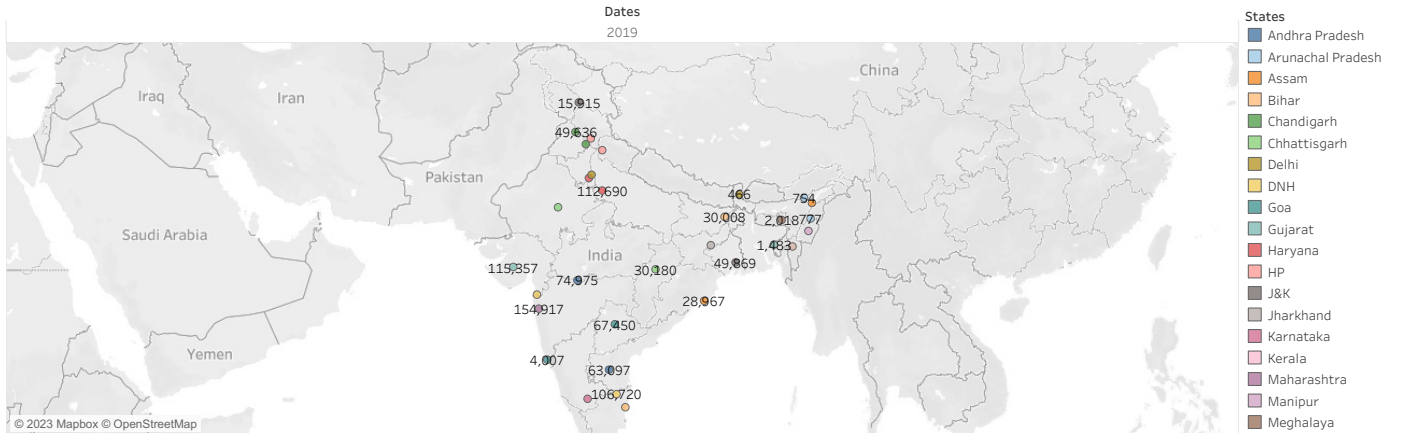 Dates
2019
States
Andhra Pradesh
Arunachal Pradesh
Assam
Bihar
Chandigarh
Chhattisgarh
Delhi
DNH
Goa
Gujarat
Haryana
HP
J&K
Jharkhand
Karnataka
Kerala
Maharashtra
Manipur
Meghalaya
China
Iraq
Iran
15,915
49,636
Pakistan
112,690
466
754
30,008
2,018
777
Saudi Arabia
1,483
India
49,869
115,357
30,180
74,975
28,967
154,917
67,450
Yemen
4,007
63,097
106,720
© 2023 Mapbox © OpenStreetMap